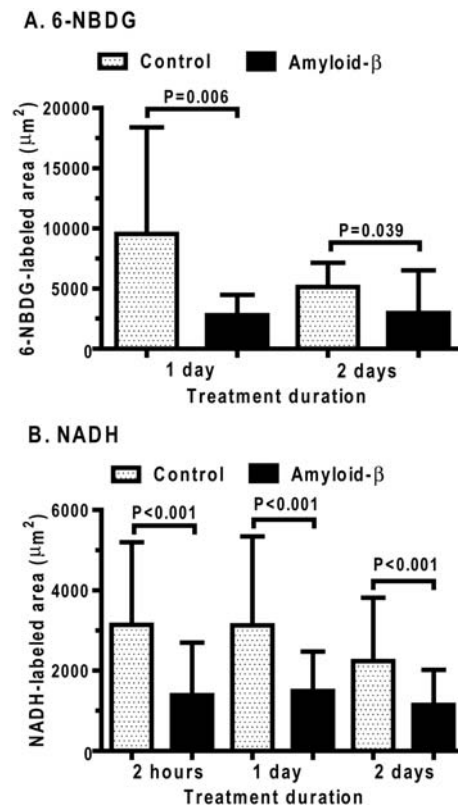 A. 6-NBDG
Control Amyloid-β
6-NBDG-labeled area (μm²)
20000
15000
10000
5000
0
P=0.006
P=0.039
1 day 2 days
Treatment duration
B. NADH
Control Amyloid-β
NADH-labeled area (μm²)
6000
4000
2000
0
P<0.001
P<0.001
P<0.001
2 hours 1 day 2 days
Treatment duration